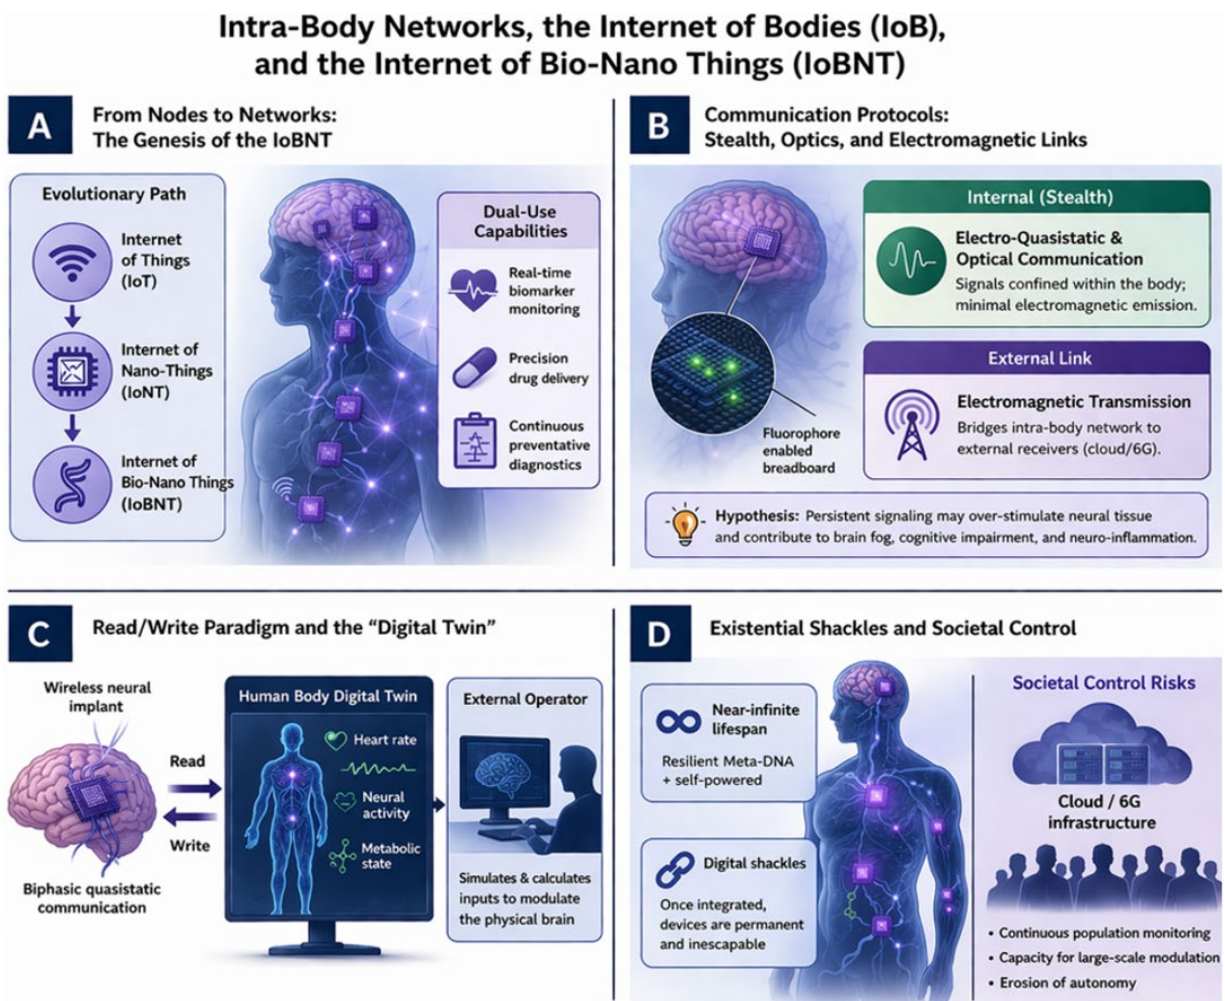 Intra-Body Networks, the Internet of Bodies (IoB),
and the Internet of Bio-Nano Things (IoBNT)
A
From Nodes to Networks:
The Genesis of the IoBNT
Evolutionary Path
Internet
of Things
(IoT)
Internet of
Nano-Things
(IoNT)
Internet of
Bio-Nano Things
(IoBNT)
Dual-Use
Capabilities
Real-time
biomarker
monitoring
Precision
drug delivery
Continuous
preventative
diagnostics
B
Communication Protocols:
Stealth, Optics, and Electromagnetic Links
Fluorophore
enabled
breadboard
Internal (Stealth)
Electro-Quasistatic &
Optical Communication
Signals confined within the body;
minimal electromagnetic emission.
External Link
Electromagnetic Transmission
Bridges intra-body network to
external receivers (cloud/6G).
Hypothesis: Persistent signaling may over-stimulate neural tissue
and contribute to brain fog, cognitive impairment, and neuro-inflammation.
C
Read/Write Paradigm and the “Digital Twin”
Wireless neural
implant
Read
Write
Biphasic quasistatic
communication
Human Body Digital Twin
Heart rate
Neural
activity
Metabolic
state
External Operator
Simulates & calculates
inputs to modulate
the physical brain
D
Existential Shackles and Societal Control
Near-infinite
lifespan
Resilient Meta-DNA
+ self-powered
Digital shackles
Once integrated,
devices are permanent
and inescapable
Societal Control Risks
Cloud / 6G
infrastructure
• Continuous population monitoring
• Capacity for large-scale modulation
• Erosion of autonomy